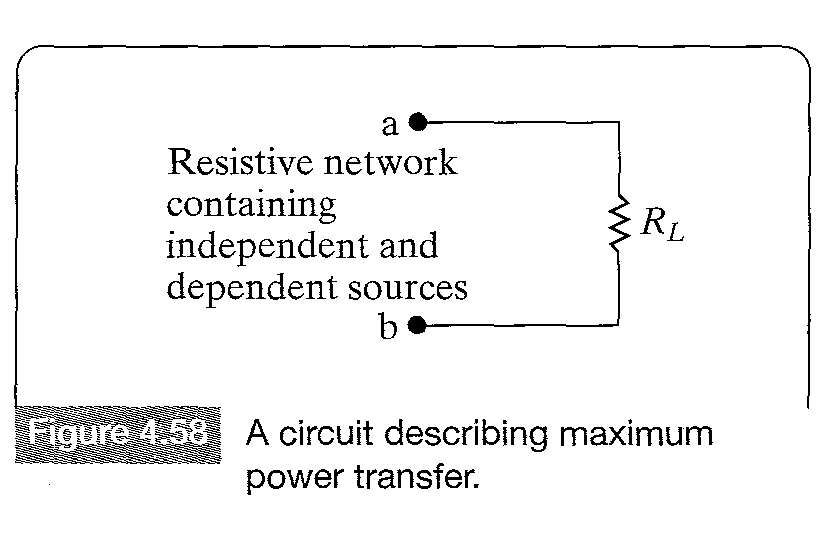 a
Resistive network
containing
independent and
dependent sources
R_L
b
Figure 4.58 A circuit describing maximum
power transfer.